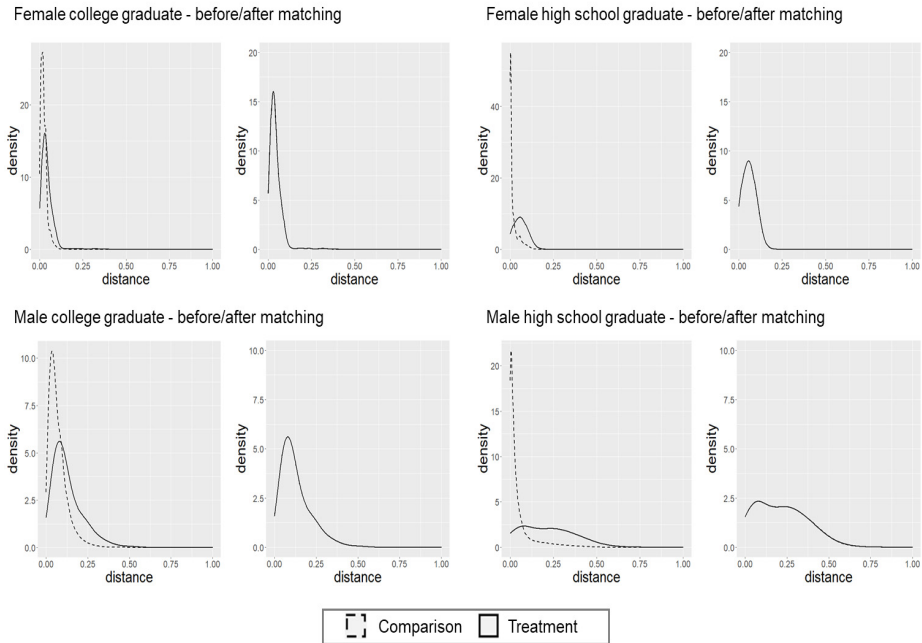 Female college graduate - before/after matching
Female high school graduate - before/after matching
density
20
10
0
0.00 0.25 0.50 0.75 1.00
distance
density
20
15
10
5
0
0.00 0.25 0.50 0.75 1.00
distance
density
40
20
0
0.00 0.25 0.50 0.75 1.00
distance
density
20
15
10
5
0
0.00 0.25 0.50 0.75 1.00
distance
Male college graduate - before/after matching
Male high school graduate - before/after matching
density
10.0
7.5
5.0
2.5
0.0
0.00 0.25 0.50 0.75 1.00
distance
density
10.0
7.5
5.0
2.5
0.0
0.00 0.25 0.50 0.75 1.00
distance
density
20
15
10
5
0
0.00 0.25 0.50 0.75 1.00
distance
density
10.0
7.5
5.0
2.5
0.0
0.00 0.25 0.50 0.75 1.00
distance
Comparison Treatment